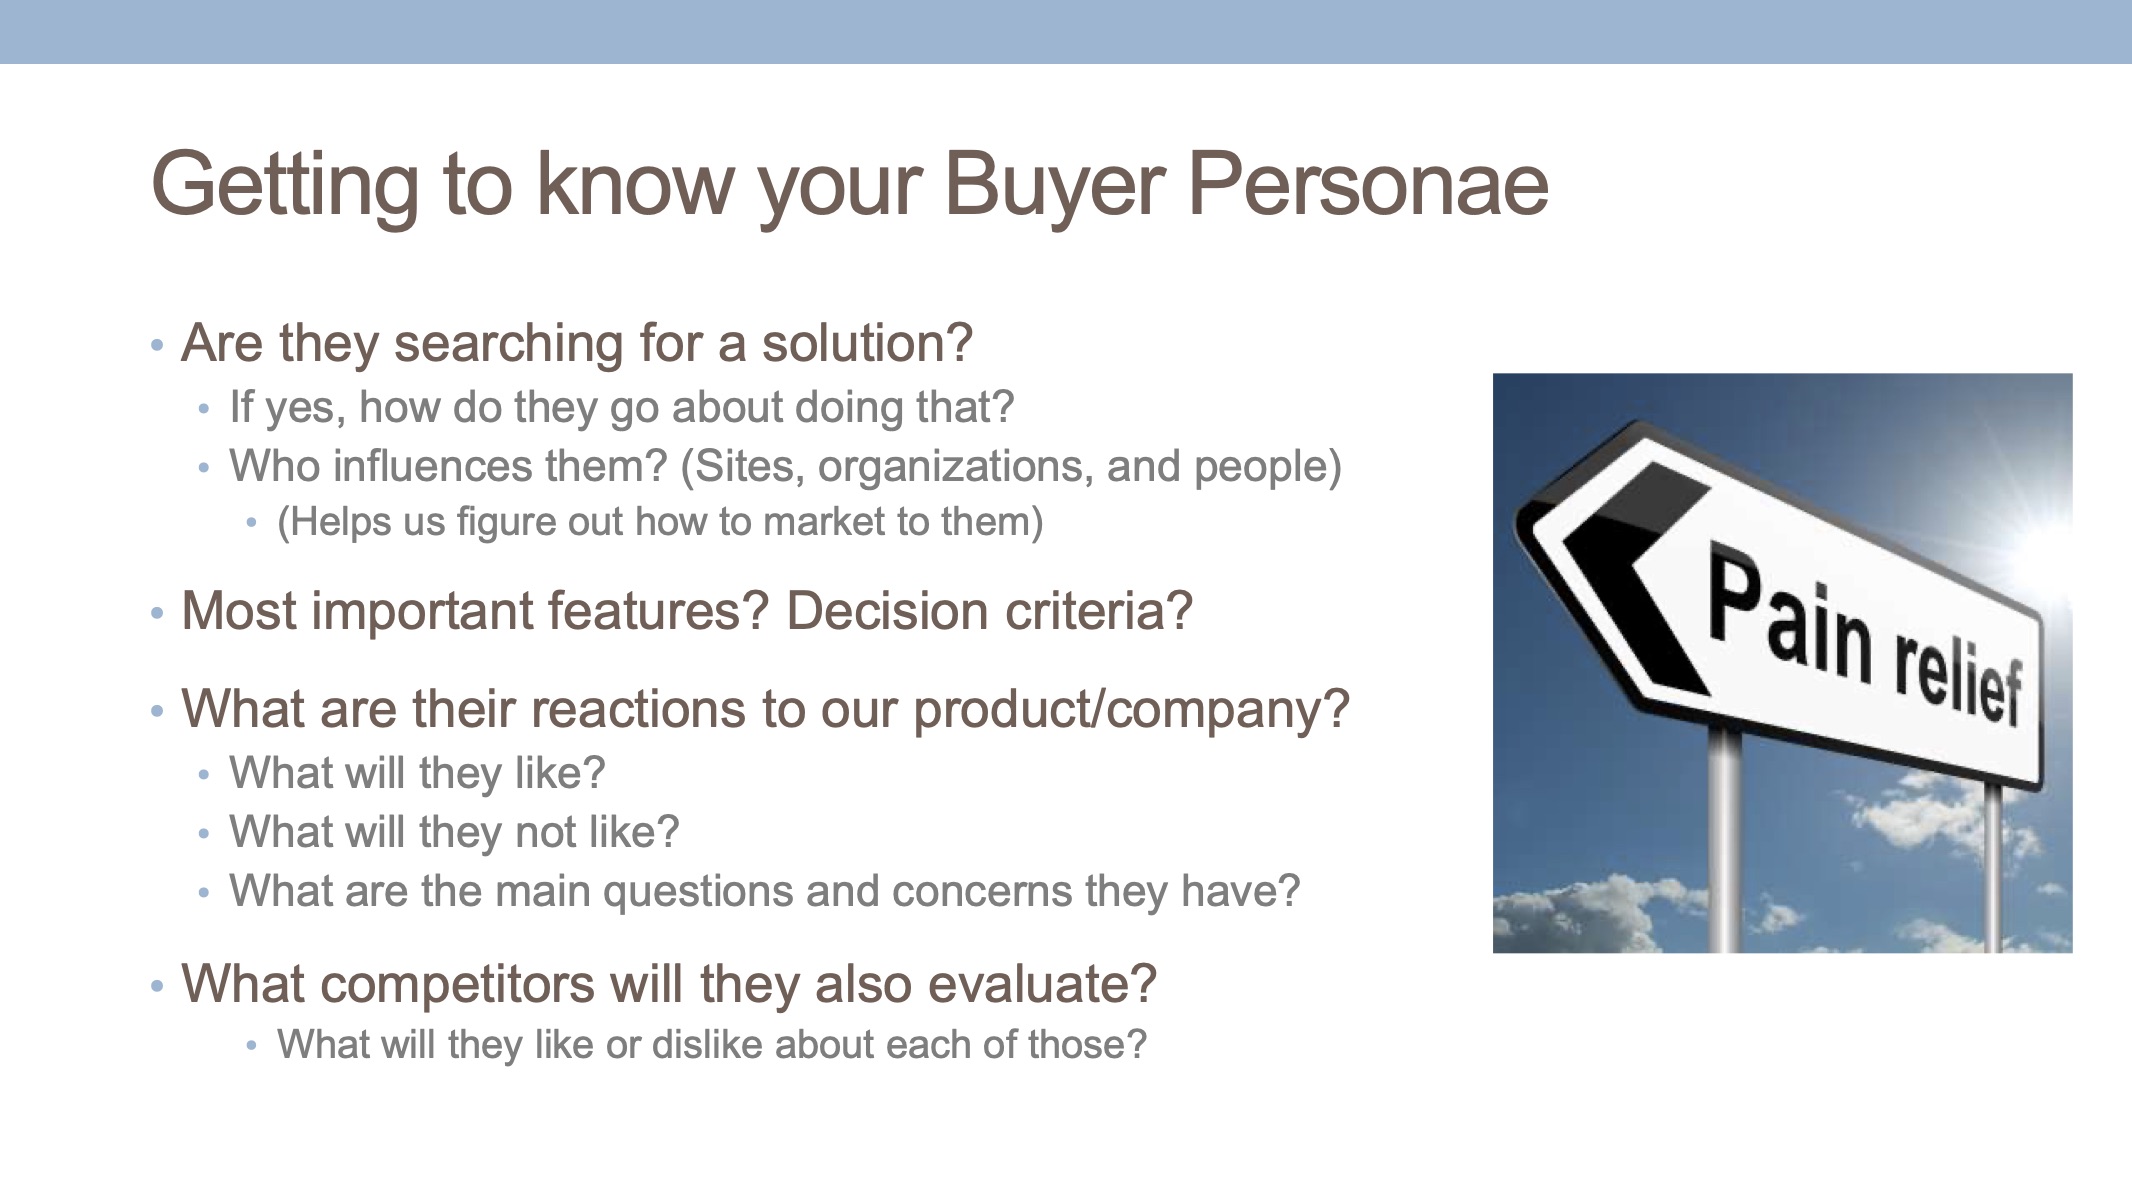 Getting to know your Buyer Personae
• Are they searching for a solution?
• If yes, how do they go about doing that?
• Who influences them? (Sites, organizations, and people)
• (Helps us figure out how to market to them)
• Most important features? Decision criteria?
• What are their reactions to our product/company?
• What will they like?
• What will they not like?
• What are the main questions and concerns they have?
• What competitors will they also evaluate?
• What will they like or dislike about each of those?
Pain relief